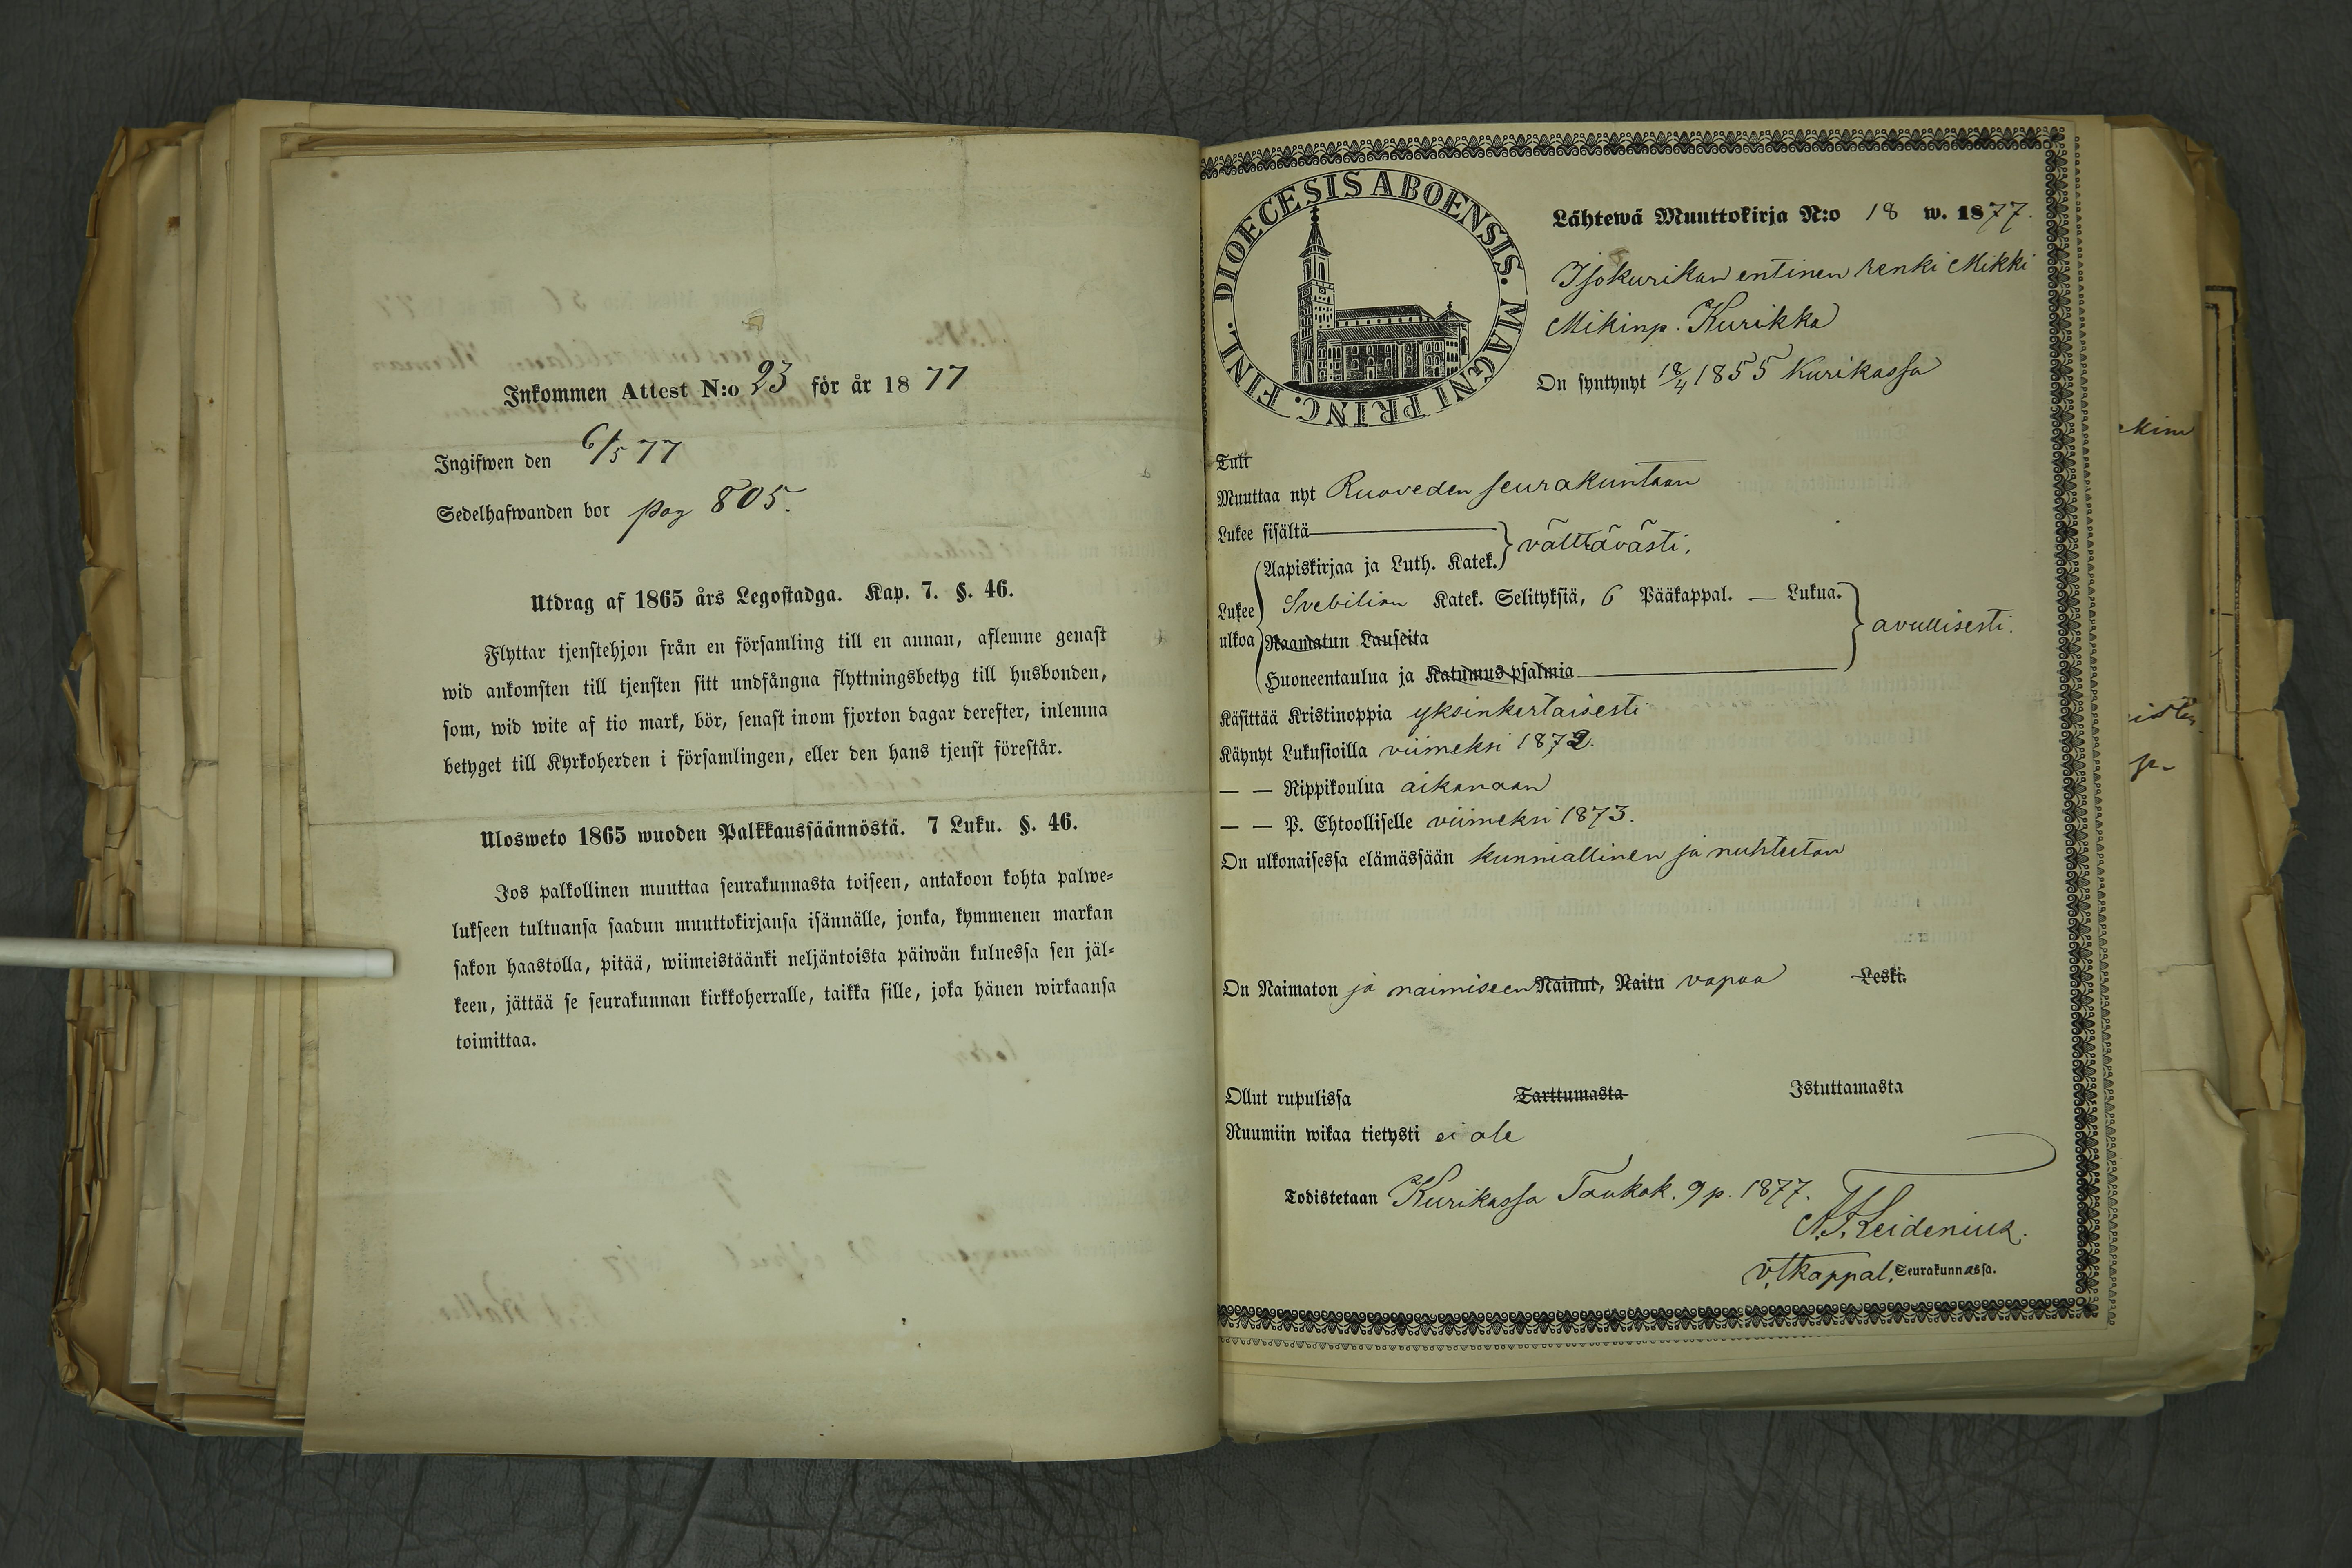 Inkommen Attest N:o 23 för år 1877
Ingifwen den 6/5 77
Sedelhafwanden bor pag 805.
Utdrag af 1865 års Legostadga. Kap. 7. §. 46.
Flyttar tjenstehjon från en församling till en annan, aflemne genast
wid ankomsten till tjensten sitt undfångna flyttningsbetyg till husbonden,
som, wid wite af tio mark, bör, senast inom fjorton dagar derefter, inlemna
betyget till Kyrkoherden i församlingen, eller den hans tjenst förestår.
Ulosweto 1865 wuoden Palkkaussäännöstä. 7 Luku. §. 46.
Jos palkollinen muuttaa seurakunnasta toiseen, antakoon kohta palwe-
lukseen tultuansa saadun muuttokirjansa isännälle, jonka, kymmenen markan
sakon haastolla, pitää, wiimeistäänki neljäntoista päiwän kuluessa sen jäl-
keen, jättää se seurakunnan kirkkoherralle, taikka sille, joka hänen wirkaansa
toimittaa.
DIOECESIS ABOENSIS. MAGNI PRINC. FINL.
Lähtewä Muuttokirja N:o 18 w. 1877.
Isokurikan entinen renki Mikki
Mikinp. Kurikka
On syntynyt 18/4 1855 Kurikassa
Tult
Muuttaa nyt Ruoveden seurakuntaan
Lukee sisältä
Aapiskirjaa ja Luth. Katek. välttävästi.
Lukee ulkoa
Svebilion Katek. Selityksiä, 6 Pääkappal. — Lukua.
Raamatun Lauseita
avullisesti.
Huoneentaulua ja Katumus-psalmia
Käsittää Kristinoppia yksinkertaisesti
Käynyt Lukusioilla viimeksi 1872.
— — Rippikoulua aikanaan
— — P. Ehtoolliselle viimeksi 1873.
On ulkonaisessa elämässään kunniallinen ja nuhteeton
On Naimaton ja naimiseen Nainut, Naitu vapaa Leski.
Ollut rupulissa Tarttumasta Istuttamasta
Ruumiin wikaa tietysti ei ole
Todistetaan Kurikassa Toukok. 9 p. 1877.
Leidenius.
v.t. kappal. Seurakunnassa.